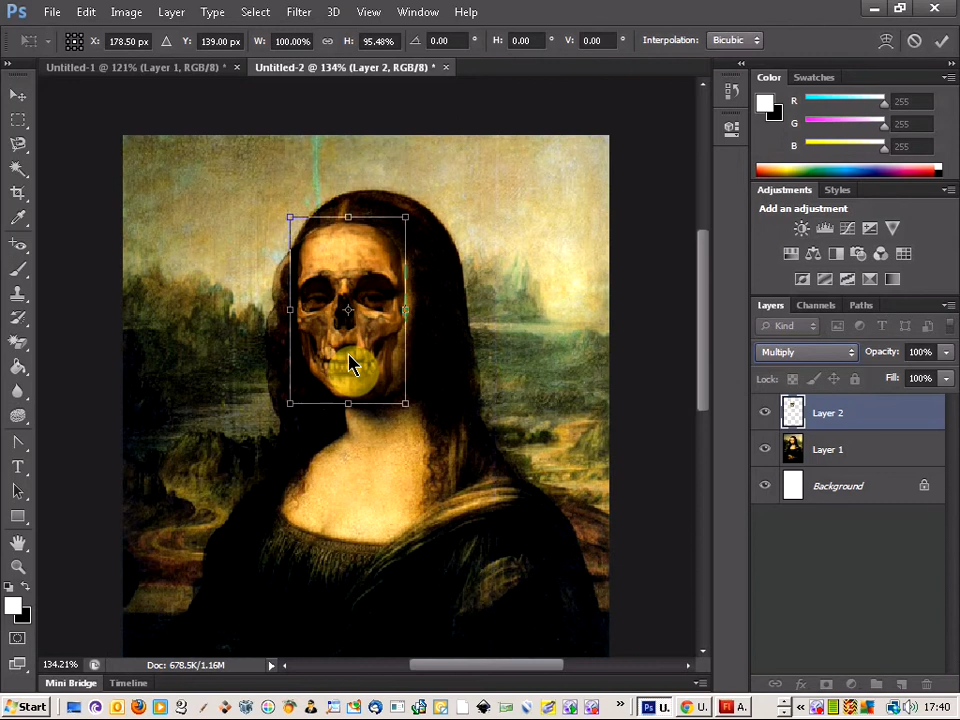 Ps File Edit Image Layer Type Select Filter 3D View Window Help
X: 178.50 px Y: 139.00 px W: 100.00% H: 95.48% 0.00 ° H: 0.00 ° V: 0.00 ° Interpolation: Bicubic
Untitled-1 @ 121% (Layer 1, RGB/8) * × Untitled-2 @ 134% (Layer 2, RGB/8) * ×
Color Swatches
R 255
G 255
B 255
Adjustments Styles
Add an adjustment
Layers Channels Paths
Kind
Multiply Opacity: 100%
Lock: Fill: 100%
Layer 2
Layer 1
Background
134.21% Doc: 678.5K/1.16M
Mini Bridge Timeline
Start U. U. A. 17:40